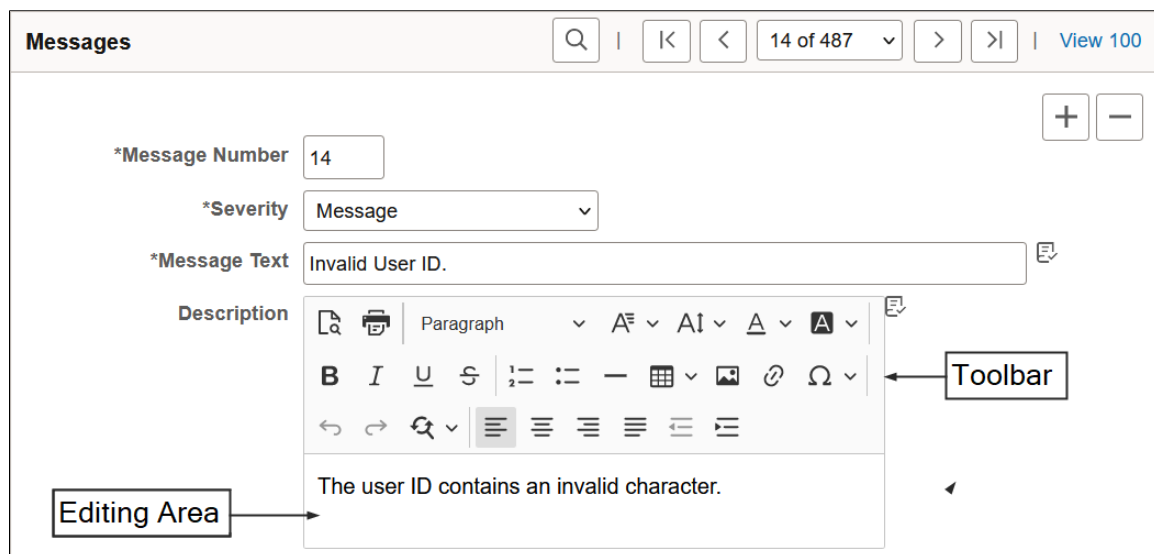 Messages | 14 of 487 | View 100
*Message Number 14
*Severity Message
*Message Text Invalid User ID.
Description
Paragraph A A A A
B I U S Ω
Toolbar
The user ID contains an invalid character.
Editing Area